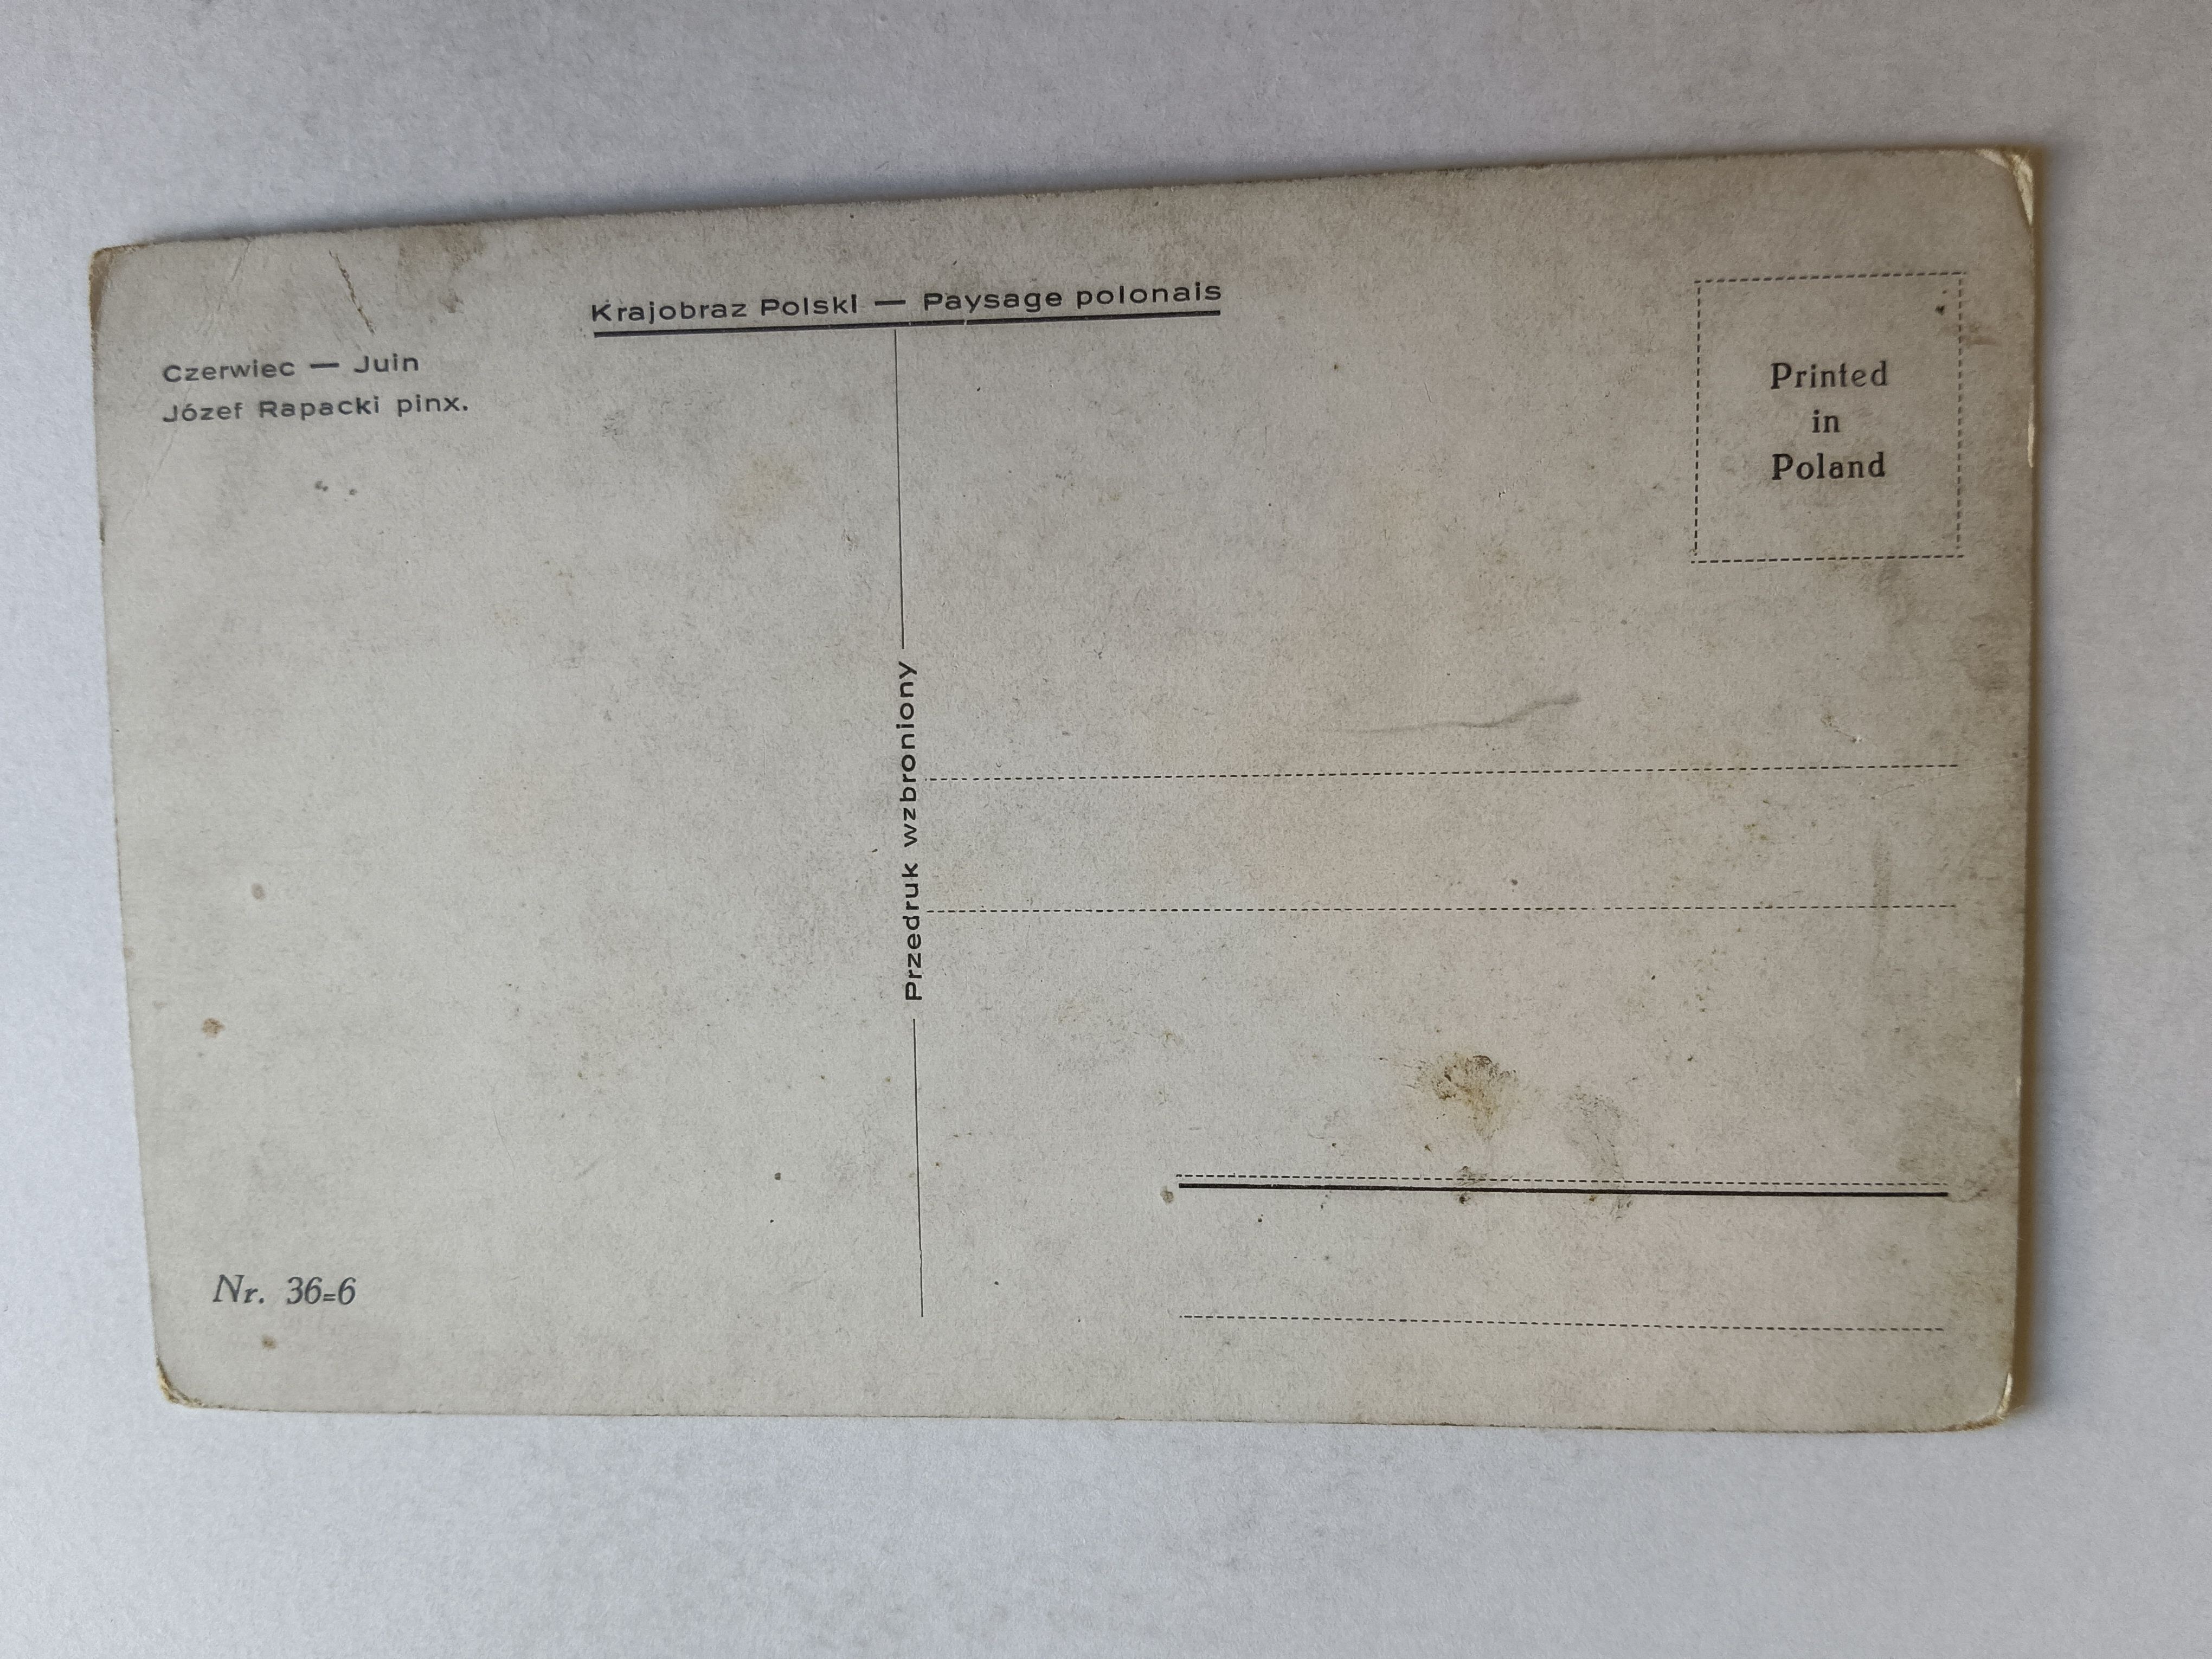 Krajobraz Polski — Paysage polonais
Czerwiec — Juin
Józef Rapacki pinx.
Printed
in
Poland
Przedruk wzbroniony
Nr. 36=6